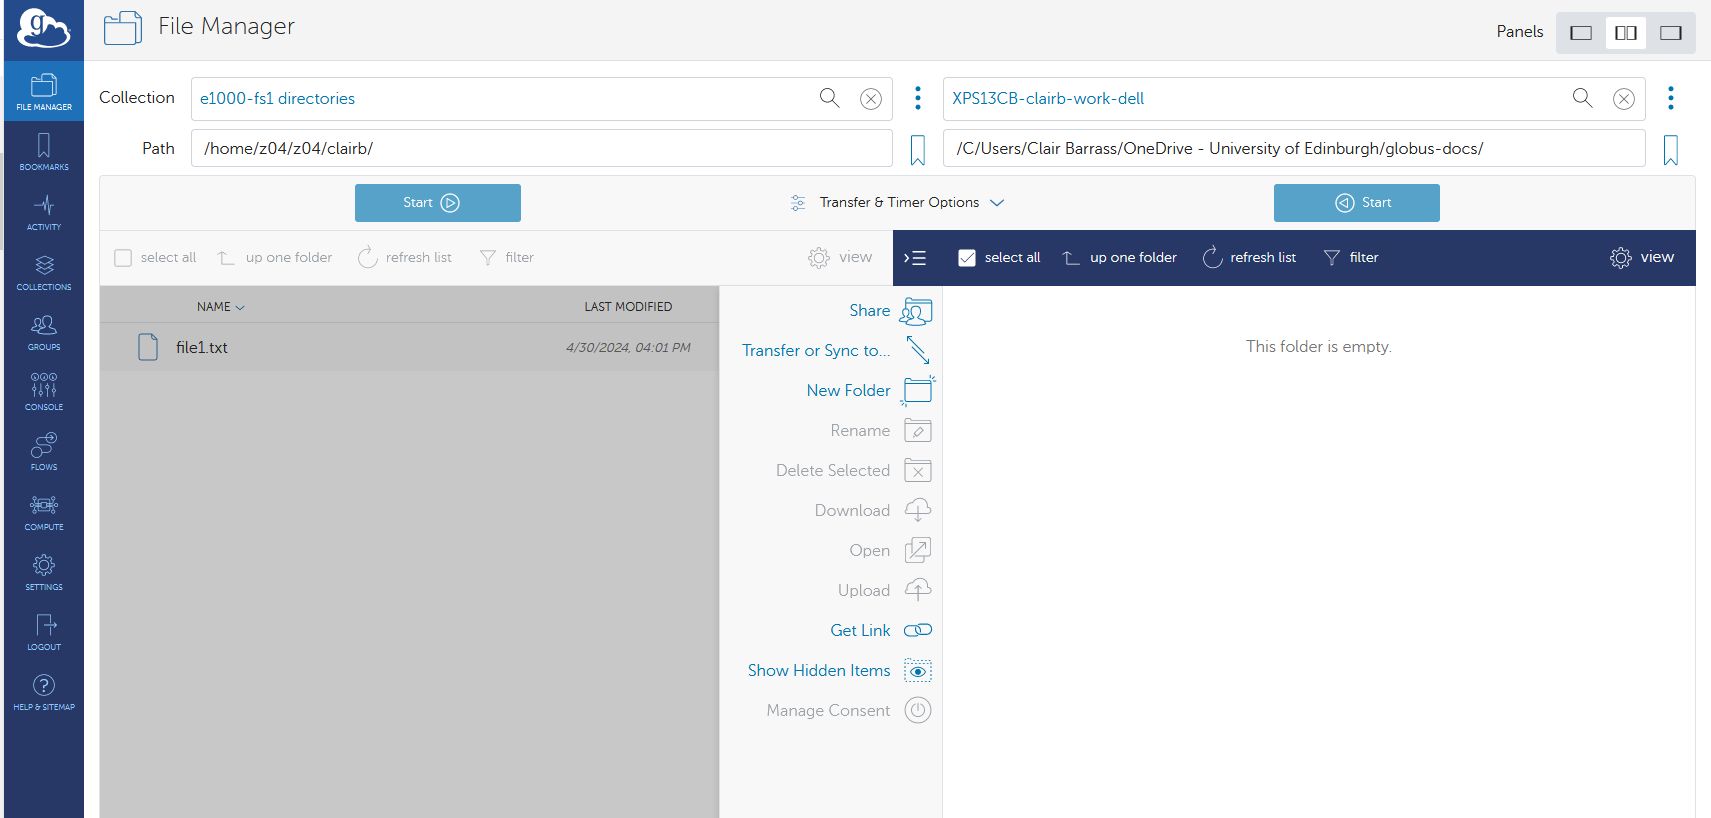 g
File Manager
Panels
FILE MANAGER
BOOKMARKS
ACTIVITY
COLLECTIONS
GROUPS
CONSOLE
FLOWS
COMPUTE
SETTINGS
LOGOUT
HELP & SITEMAP
Collection e1000-fs1 directories XPS13CB-clairb-work-dell
Path /home/z04/z04/clairb/ /C/Users/Clair Barrass/OneDrive - University of Edinburgh/globus-docs/
Start Transfer & Timer Options Start
select all up one folder refresh list filter view select all up one folder refresh list filter view
NAME LAST MODIFIED
file1.txt 4/30/2024, 04:01 PM
Share
Transfer or Sync to...
New Folder
Rename
Delete Selected
Download
Open
Upload
Get Link
Show Hidden Items
Manage Consent
This folder is empty.